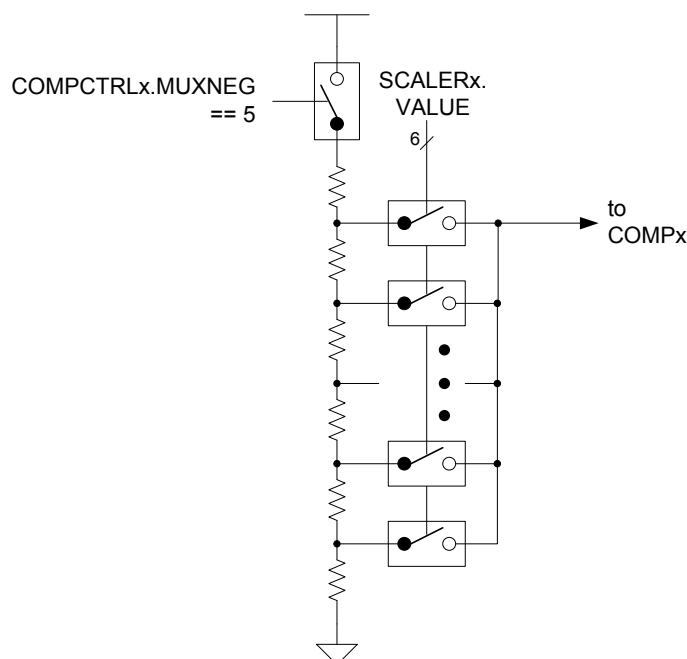 COMPCTRLx.MUXNEG
== 5
SCALERx.
VALUE
6
to
COMPx